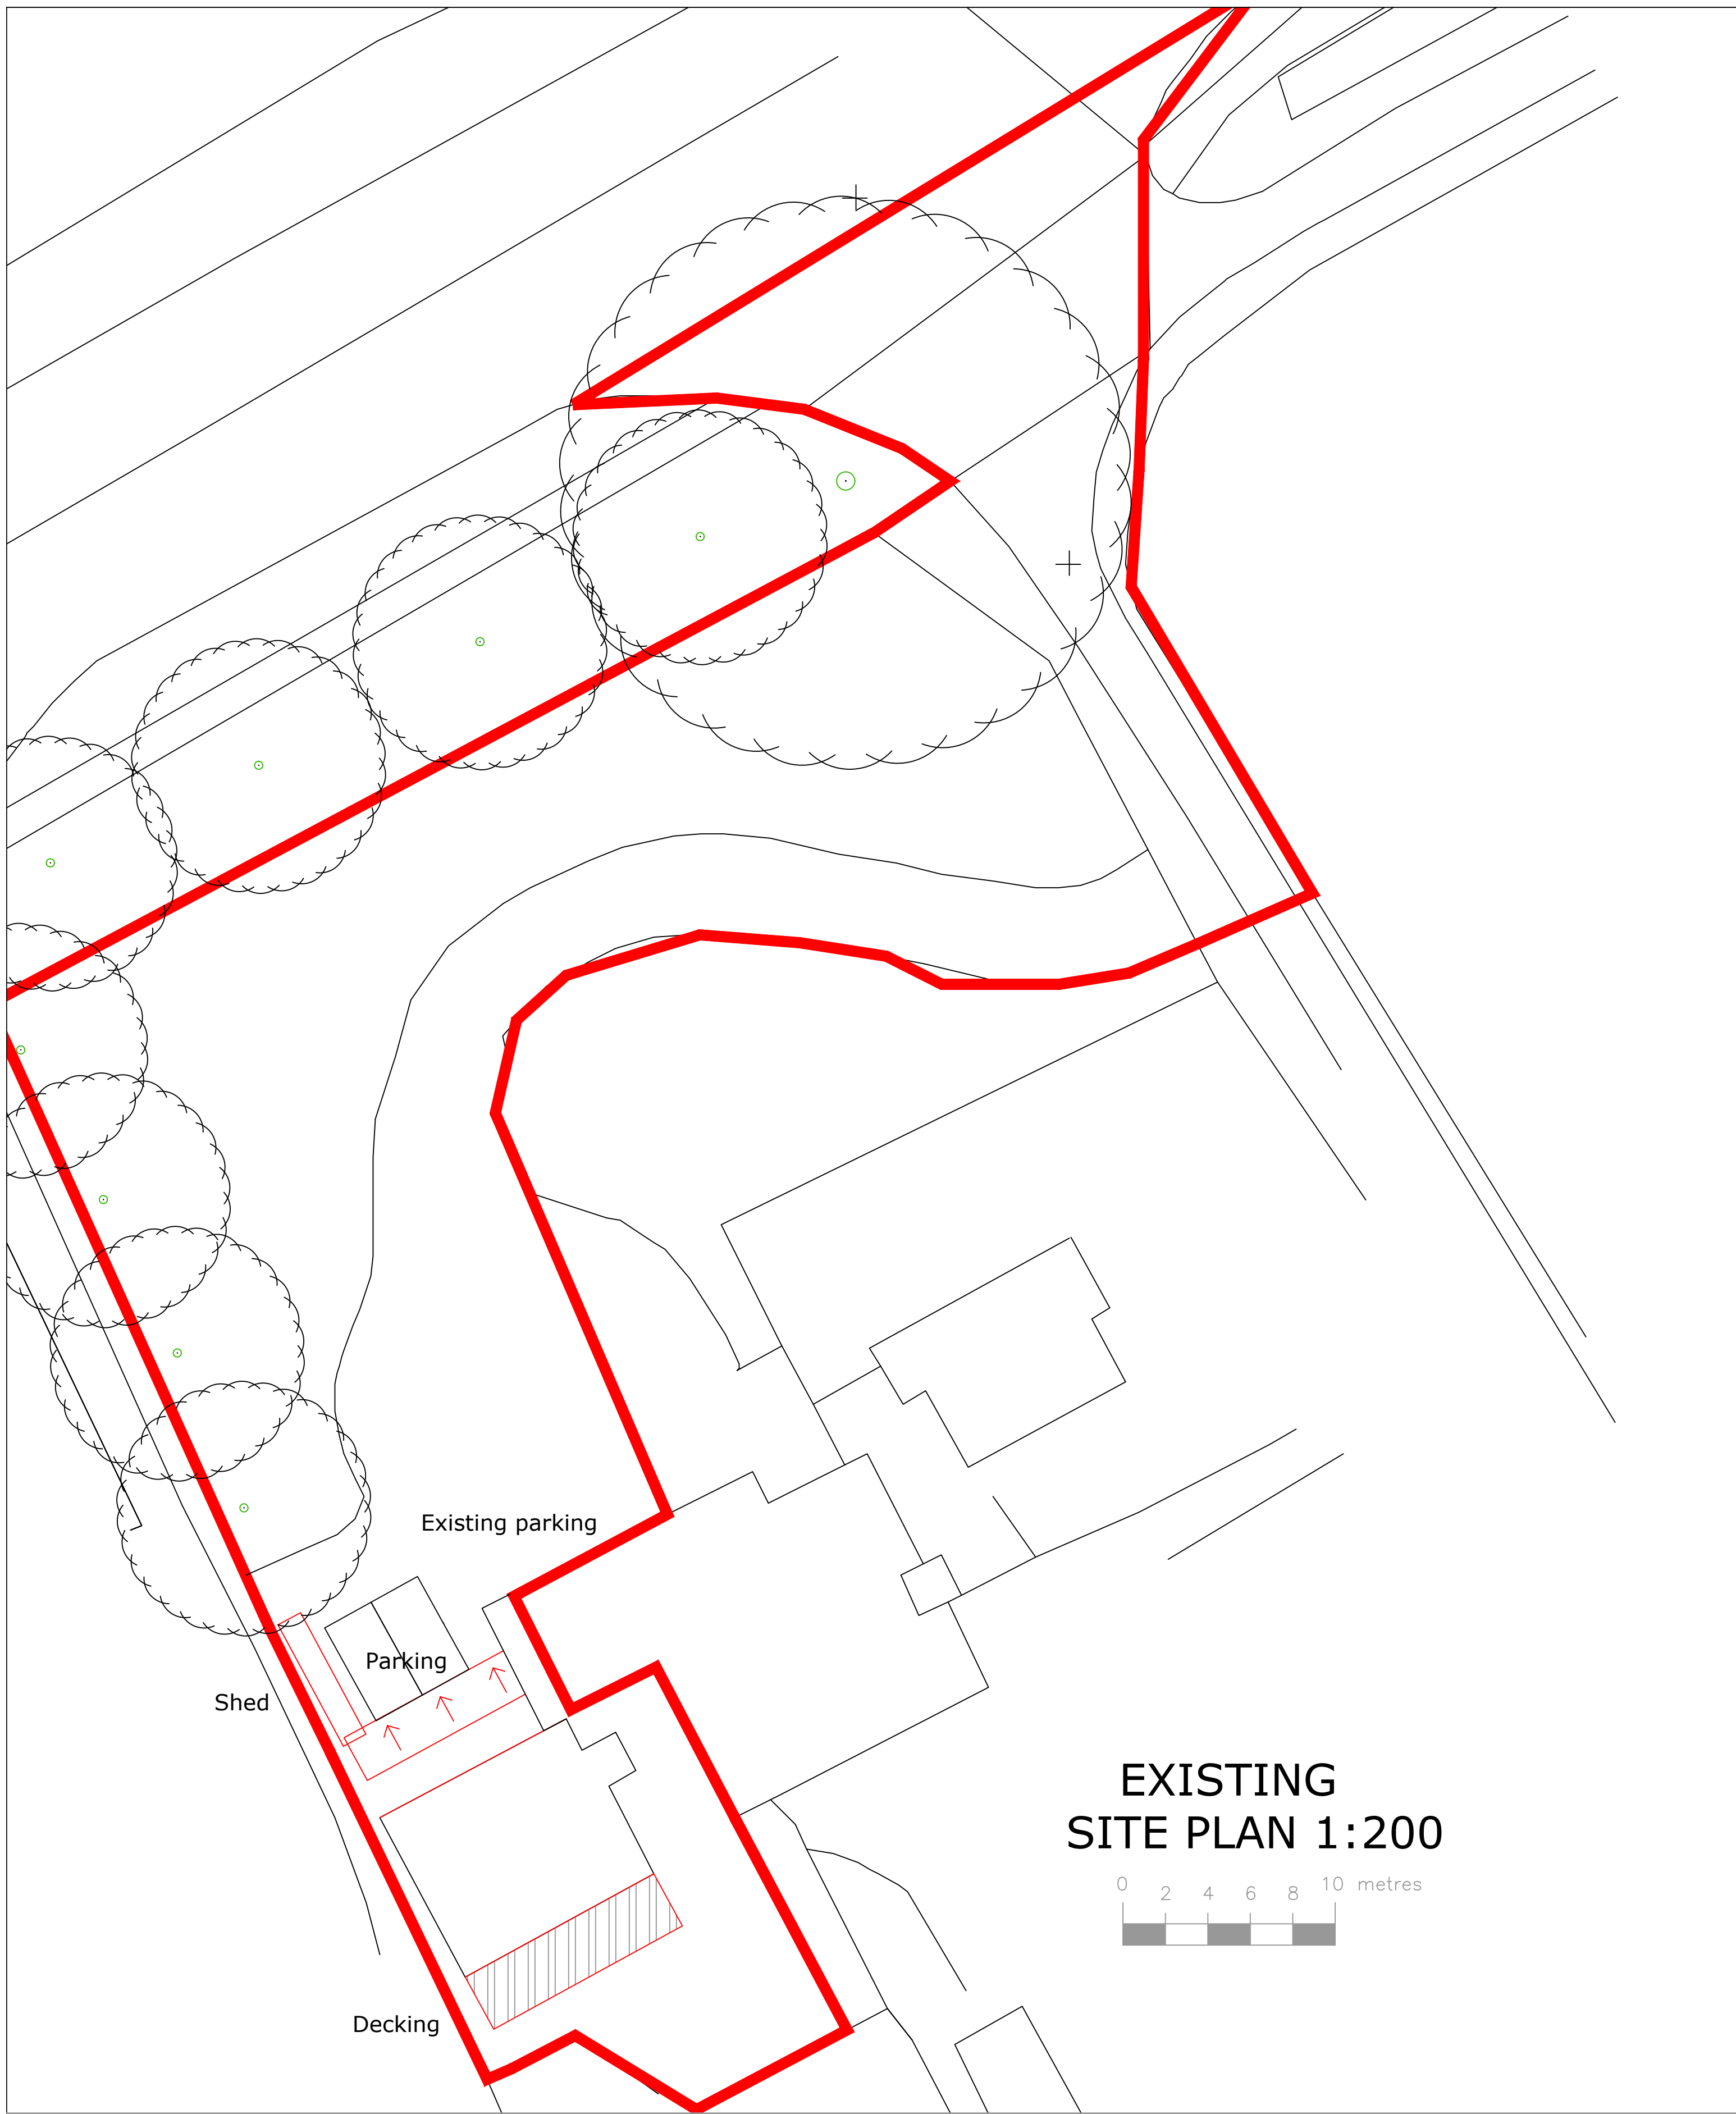 Existing parking
Parking
Shed
EXISTING
SITE PLAN 1:200
0 2 4 6 8 10 metres
Decking